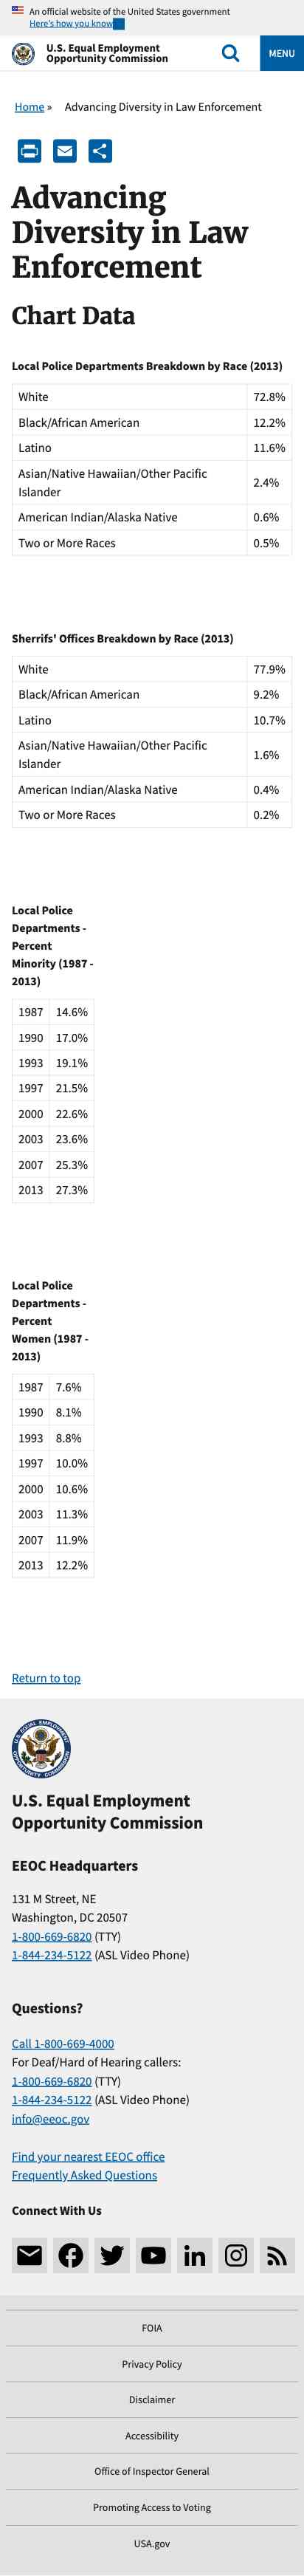 An official website of the United States government
Here's how you know
U.S. Equal Employment
Opportunity Commission
MENU
Home » Advancing Diversity in Law Enforcement
Advancing
Diversity in Law
Enforcement
Chart Data
Local Police Departments Breakdown by Race (2013)
White 72.8%
Black/African American 12.2%
Latino 11.6%
Asian/Native Hawaiian/Other Pacific
Islander 2.4%
American Indian/Alaska Native 0.6%
Two or More Races 0.5%
Sherrifs' Offices Breakdown by Race (2013)
White 77.9%
Black/African American 9.2%
Latino 10.7%
Asian/Native Hawaiian/Other Pacific
Islander 1.6%
American Indian/Alaska Native 0.4%
Two or More Races 0.2%
Local Police
Departments -
Percent
Minority (1987 -
2013)
1987 14.6%
1990 17.0%
1993 19.1%
1997 21.5%
2000 22.6%
2003 23.6%
2007 25.3%
2013 27.3%
Local Police
Departments -
Percent
Women (1987 -
2013)
1987 7.6%
1990 8.1%
1993 8.8%
1997 10.0%
2000 10.6%
2003 11.3%
2007 11.9%
2013 12.2%
Return to top
U.S. Equal Employment
Opportunity Commission
EEOC Headquarters
131 M Street, NE
Washington, DC 20507
1-800-669-6820 (TTY)
1-844-234-5122 (ASL Video Phone)
Questions?
Call 1-800-669-4000
For Deaf/Hard of Hearing callers:
1-800-669-6820 (TTY)
1-844-234-5122 (ASL Video Phone)
info@eeoc.gov
Find your nearest EEOC office
Frequently Asked Questions
Connect With Us
FOIA
Privacy Policy
Disclaimer
Accessibility
Office of Inspector General
Promoting Access to Voting
USA.gov